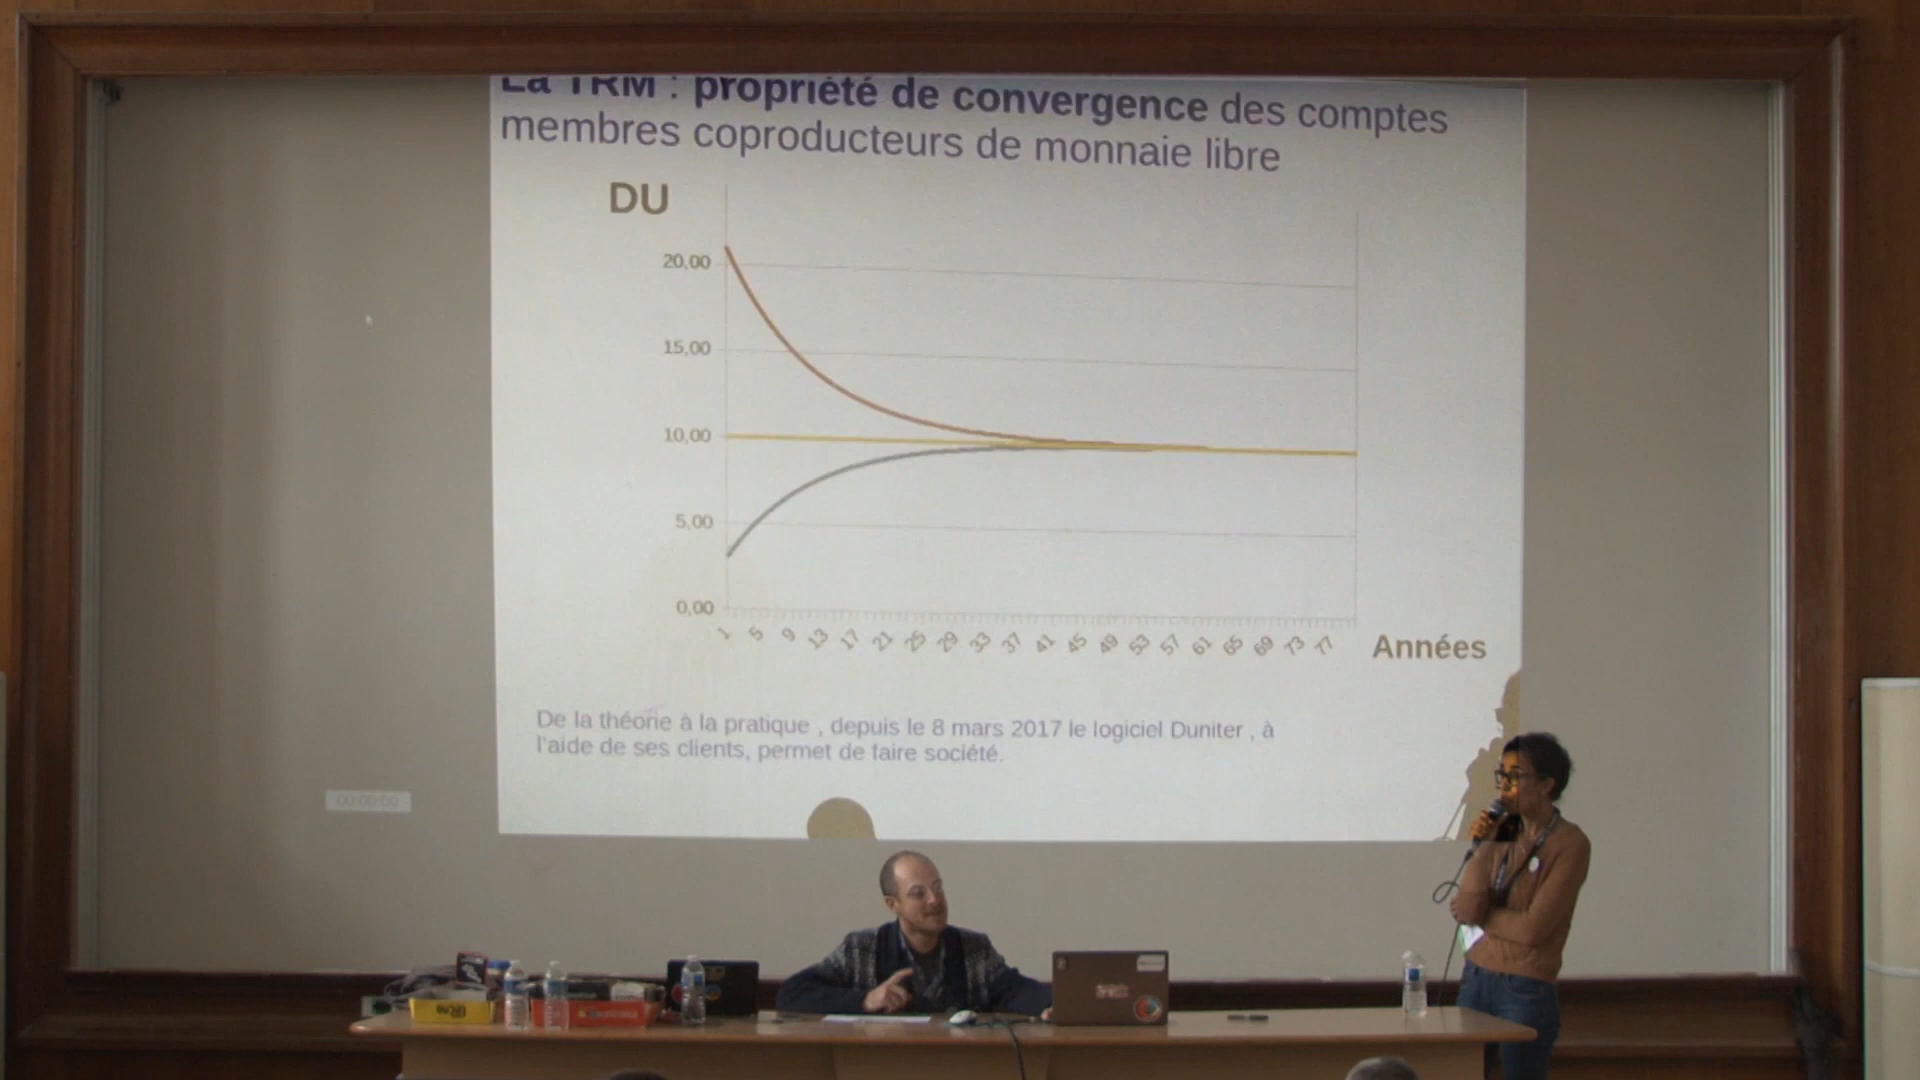 La TRM : propriété de convergence des comptes
membres coproducteurs de monnaie libre
DU
20,00
15,00
10,00
5,00
0,00
1 5 9 13 17 21 25 29 33 37 41 45 49 53 57 61 65 69 73 77
Années
De la théorie à la pratique , depuis le 8 mars 2017 le logiciel Duniter , à
l'aide de ses clients, permet de faire société.
00:00:00